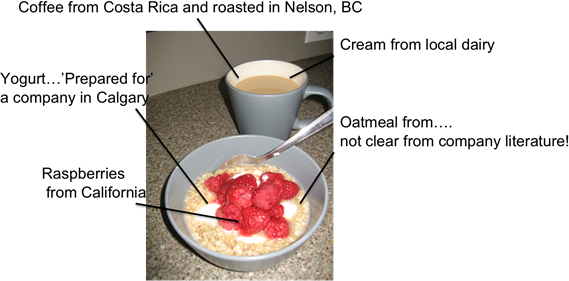 Coffee from Costa Rica and roasted in Nelson, BC
Cream from local dairy
Yogurt…’Prepared for’
a company in Calgary
Oatmeal from….
not clear from company literature!
Raspberries
from California